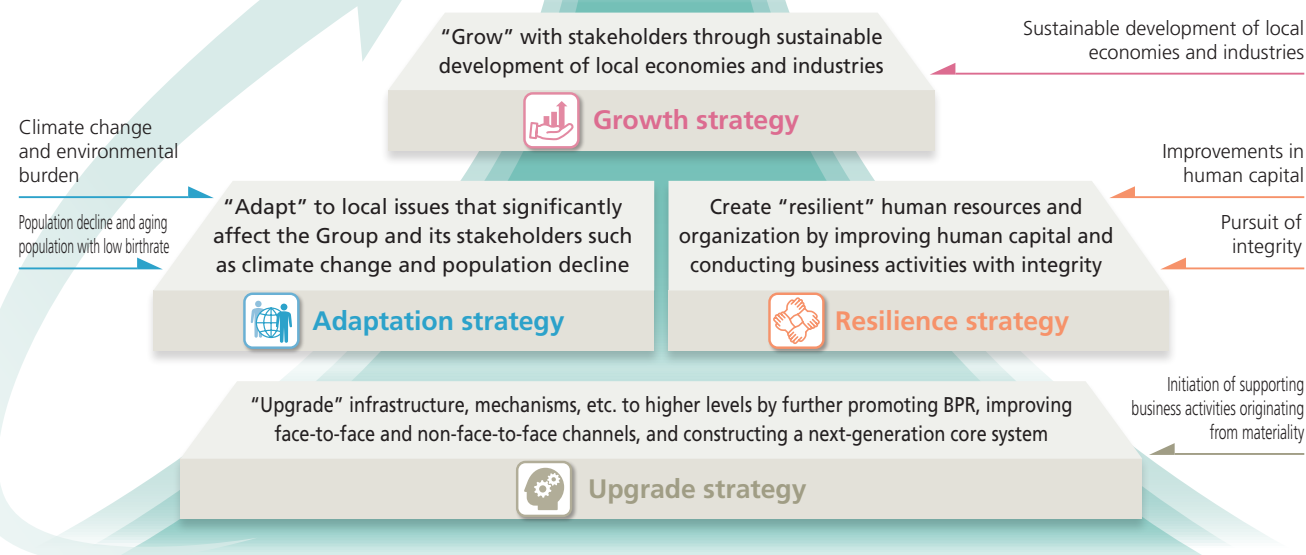 “Grow” with stakeholders through sustainable
development of local economies and industries
Growth strategy
Sustainable development of local
economies and industries
Climate change
and environmental
burden
Population decline and aging
population with low birthrate
“Adapt” to local issues that significantly
affect the Group and its stakeholders such
as climate change and population decline
Adaptation strategy
Create “resilient” human resources and
organization by improving human capital and
conducting business activities with integrity
Resilience strategy
Improvements in
human capital
Pursuit of
integrity
“Upgrade” infrastructure, mechanisms, etc. to higher levels by further promoting BPR, improving
face-to-face and non-face-to-face channels, and constructing a next-generation core system
Upgrade strategy
Initiation of supporting
business activities originating
from materiality